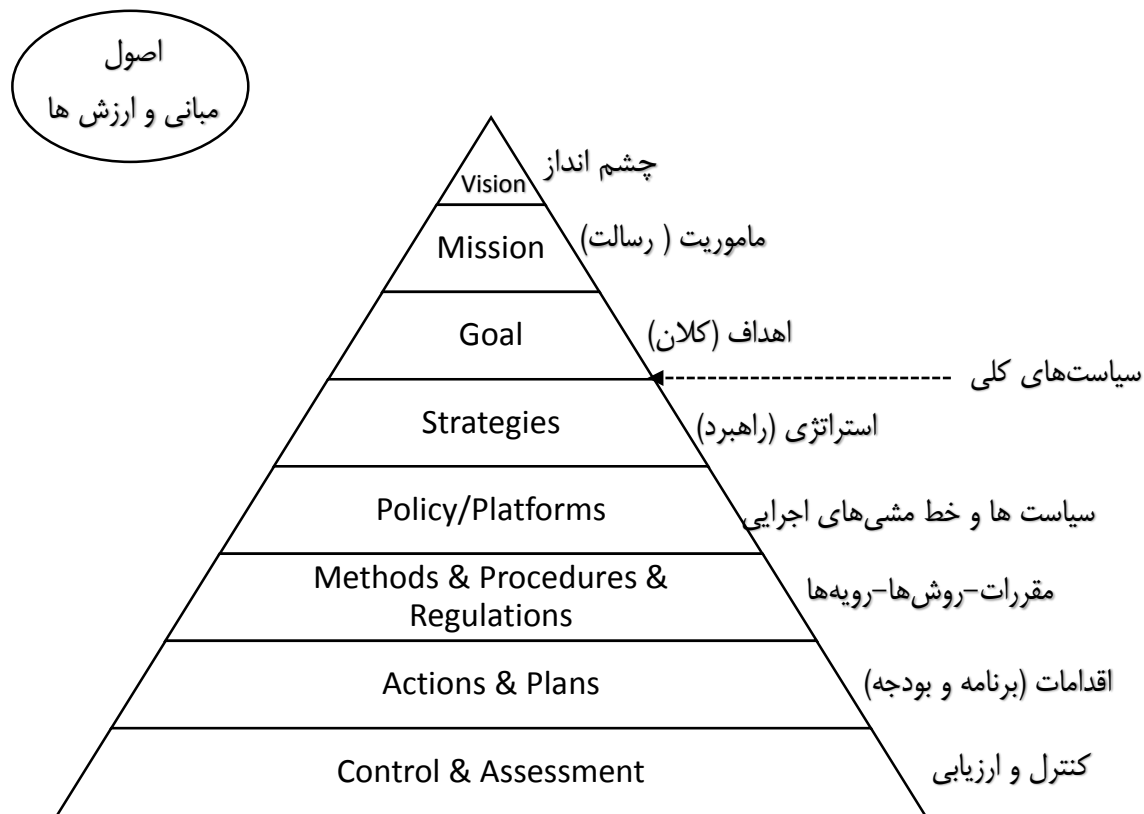 اصول
مبانی و ارزش ها
Vision
چشم انداز
Mission
ماموریت ( رسالت)
Goal
اهداف (کلان)
سیاست‌های کلی
Strategies
استراتژی (راهبرد)
Policy/Platforms
سیاست ها و خط مشی‌های اجرایی
Methods & Procedures &
Regulations
مقررات-روش‌ها-رویه‌ها
Actions & Plans
اقدامات (برنامه و بودجه)
Control & Assessment
کنترل و ارزیابی